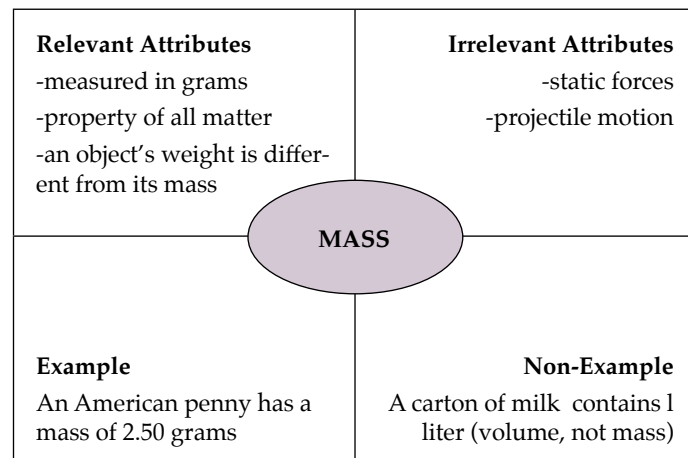 Relevant Attributes
-measured in grams
-property of all matter
-an object's weight is differ-
ent from its mass
Irrelevant Attributes
-static forces
-projectile motion
MASS
Example
An American penny has a
mass of 2.50 grams
Non-Example
A carton of milk contains l
liter (volume, not mass)